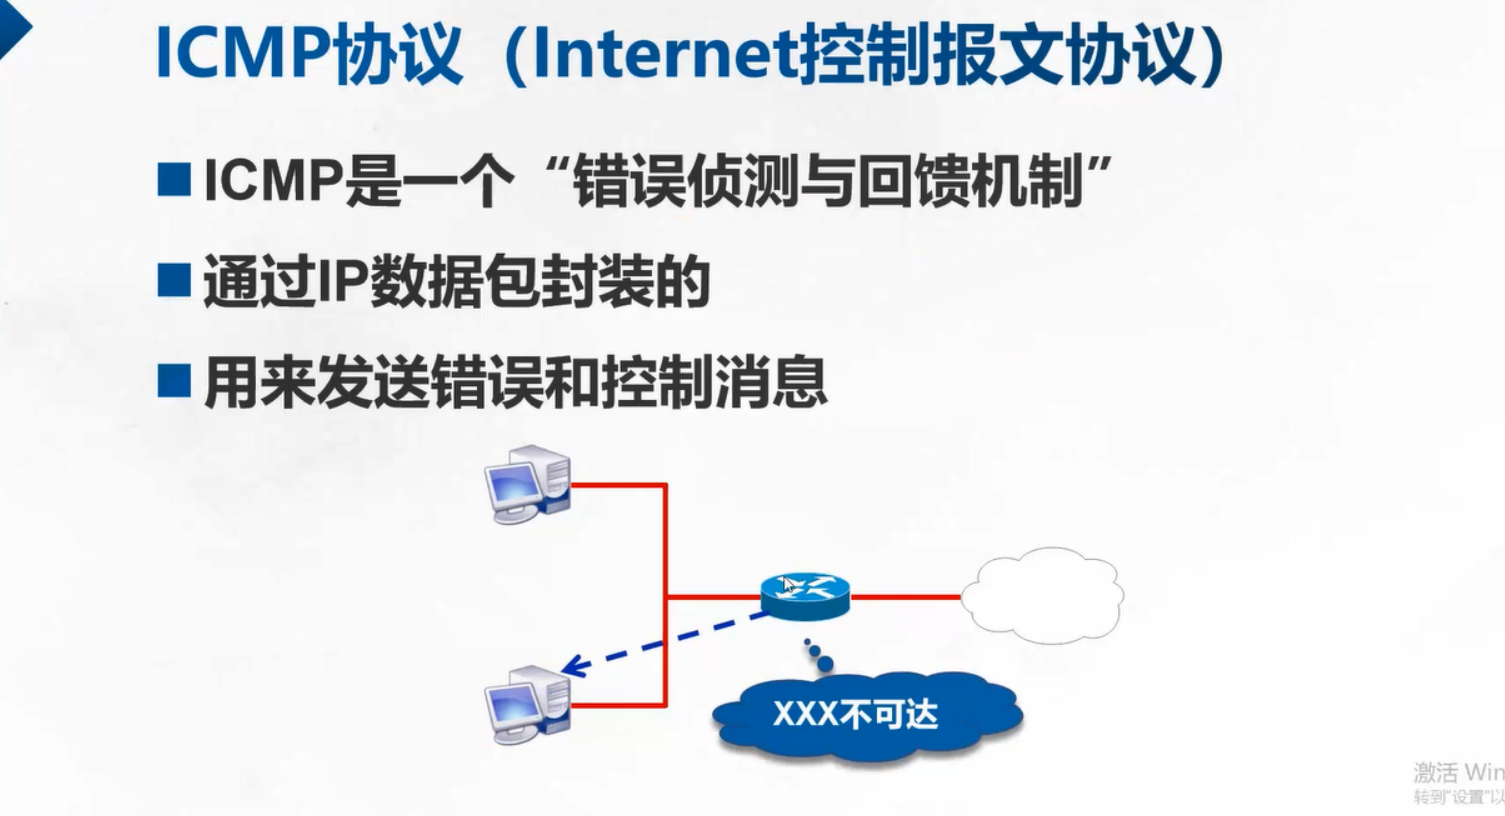 ICMP协议（Internet控制报文协议）
ICMP是一个“错误侦测与回馈机制”
通过IP数据包封装的
用来发送错误和控制消息
XXX不可达
激活 Win
转到"设置"以